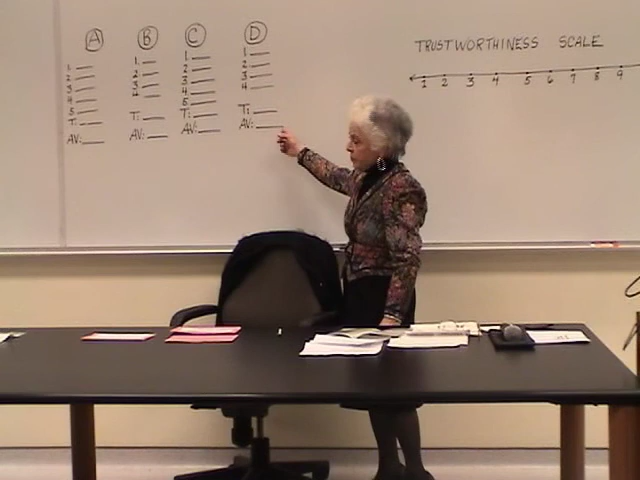 A
1.
2.
3.
4.
5.
T:
AV:
B
1.
2.
3.
4.
T:
AV:
C
1.
2.
3.
4.
5.
T:
AV:
D
1.
2.
3.
4.
T:
AV:
TRUSTWORTHINESS SCALE
1 2 3 4 5 6 7 8 9